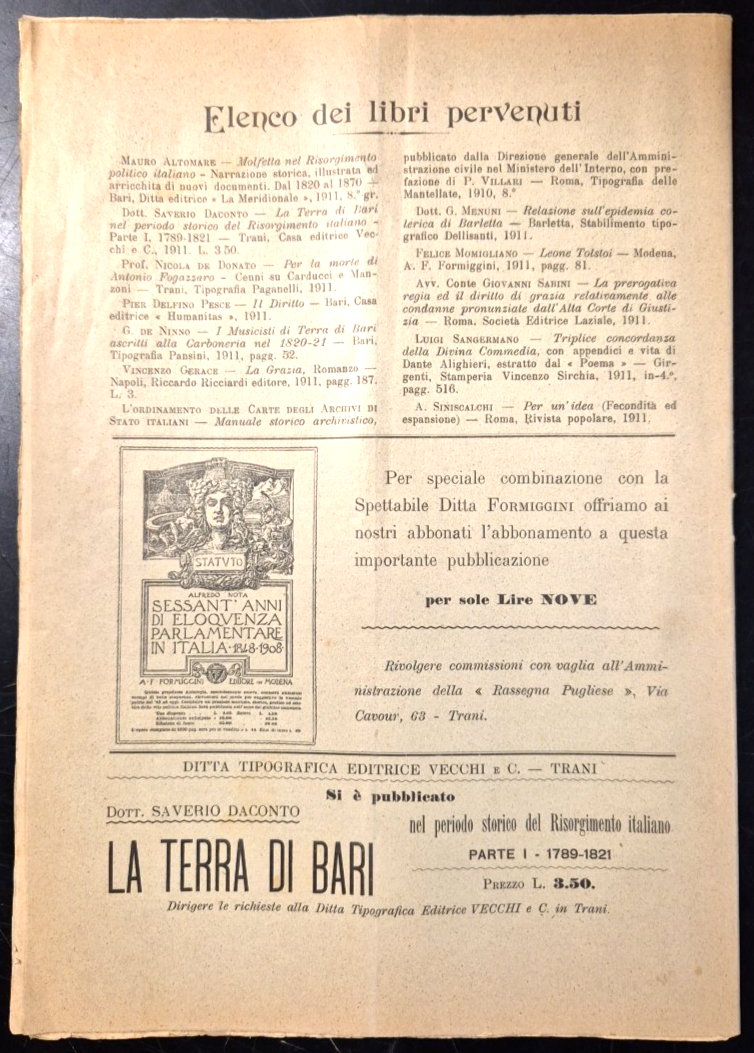 Elenco dei libri pervenuti
MAURO ALTOMARE — Molfetta nel Risorgimento
politico italiano - Narrazione storica, illustrata ed
arricchita di nuovi documenti. Dal 1820 al 1870 —
Bari, Ditta editrice « La Meridionale », 1911. 8.° gr.
Dott. SAVERIO DACONTO — La Terra di Bari
nel periodo storico del Risorgimento italiano -
Parte I, 1789-1821 — Trani, Casa editrice Vec-
chi e C., 1911. L. 3 50.
Prof. NICOLA DE DONATO — Per la morte di
Antonio Fogazzaro - Cenni su Carducci e Man-
zoni — Trani, Tipografia Paganelli, 1911.
PIER DELFINO PESCE — Il Diritto — Bari, Casa
editrice « Humanitas », 1911.
G. DE NINNO — I Musicisti di Terra di Bari
ascritti alla Carboneria nel 1820-21 — Bari,
Tipografia Pansini, 1911, pagg. 52.
VINCENZO GERACE — La Grazia, Romanzo —
Napoli, Riccardo Ricciardi editore, 1911, pagg. 187.
L. 3.
L'ORDINAMENTO DELLE CARTE DEGLI ARCHIVI DI
STATO ITALIANI — Manuale storico archivistico,
pubblicato dalla Direzione generale dell'Ammini-
strazione civile nel Ministero dell'Interno, con pre-
fazione di P. VILLARI — Roma, Tipografia delle
Mantellate, 1910, 8.°
Dott. G. MENUNI — Relazione sull'epidemia co-
lerica di Barletta — Barletta, Stabilimento tipo-
grafico Dellisanti, 1911.
FELICE MOMIGLIANO — Leone Tolstoi — Modena,
A. F. Formiggini, 1911, pagg. 81.
AVV. Conte GIOVANNI SABINI — La prerogativa
regia ed il diritto di grazia relativamente alle
condanne pronunziate dall'Alta Corte di Giusti-
zia — Roma. Società Editrice Laziale, 1911.
LUIGI SANGERMANO — Triplice concordanza
della Divina Commedia, con appendici e vita di
Dante Alighieri, estratto dal « Poema » — Gir-
genti, Stamperia Vincenzo Sirchia, 1911, in-4.°,
pagg. 516.
A. SINISCALCHI — Per un'idea (Fecondità ed
espansione) — Roma, Rivista popolare, 1911.
STATVTO
ALFREDO NOTA
SESSANT'ANNI
DI ELOQVENZA
PARLAMENTARE
IN ITALIA·1848-1908
A·F FORMIGGINI EDITORE IN MODENA
Per speciale combinazione con la
Spettabile Ditta FORMIGGINI offriamo ai
nostri abbonati l'abbonamento a questa
importante pubblicazione
per sole Lire NOVE
Rivolgere commissioni con vaglia all'Ammi-
nistrazione della « Rassegna Pugliese », Via
Cavour, 63 - Trani.
DITTA TIPOGRAFICA EDITRICE VECCHI E C. — TRANI
Si è pubblicato
DOTT. SAVERIO DACONTO
LA TERRA DI BARI
nel periodo storico del Risorgimento italiano
PARTE I - 1789-1821
PREZZO L. 3.50.
Dirigere le richieste alla Ditta Tipografica Editrice VECCHI e C. in Trani.